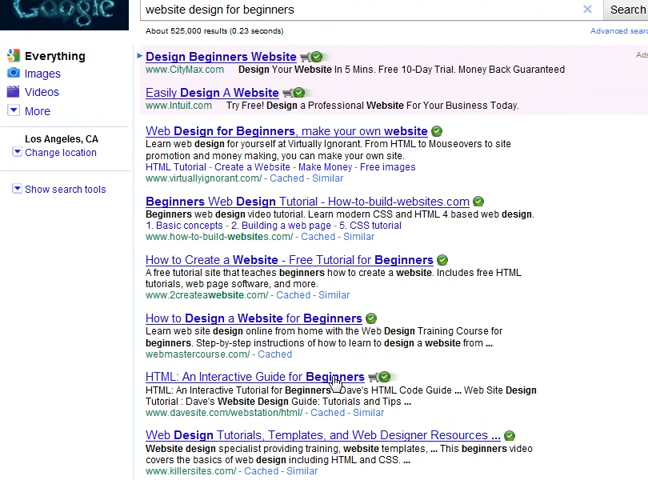 Google
website design for beginners
Search
About 525,000 results (0.23 seconds)
Advanced sear
Everything
Images
Videos
More
Los Angeles, CA
Change location
Show search tools
Design Beginners Website
Ads
www.CityMax.com Design Your Website In 5 Mins. Free 10-Day Trial. Money Back Guaranteed
Easily Design A Website
www.Intuit.com Try Free! Design a Professional Website For Your Business Today.
Web Design for Beginners, make your own website
Learn web design for yourself at Virtually Ignorant. From HTML to Mouseovers to site
promotion and money making, you can make your own site.
HTML Tutorial - Create a Website - Make Money - Free images
www.virtuallyignorant.com/ - Cached - Similar
Beginners Web Design Tutorial - How-to-build-websites.com
Beginners web design video tutorial. Learn modern CSS and HTML 4 based web design.
1. Basic concepts - 2. Building a web page - 5. CSS tutorial
www.how-to-build-websites.com/ - Cached - Similar
How to Create a Website - Free Tutorial for Beginners
A free tutorial site that teaches beginners how to create a website. Includes free HTML
tutorials, web page software, and more.
www.2createawebsite.com/ - Cached - Similar
How to Design a Website for Beginners
Learn web site design online from home with the Web Design Training Course for
beginners. Step-by-step instructions of how to learn to design a website from ...
webmastercourse.com/ - Cached
HTML: An Interactive Guide for Beginners
HTML: An Interactive Tutorial for Beginners Dave's HTML Code Guide ... Web Site Design
Tutorial : Dave's Website Design Guide: Tutorials and Tips ...
www.davesite.com/webstation/html/ - Cached - Similar
Web Design Tutorials, Templates, and Web Designer Resources ...
Website design specialist providing training, website templates, ... This beginners video
covers the basics of web design including HTML and CSS. ...
www.killersites.com/ - Cached - Similar